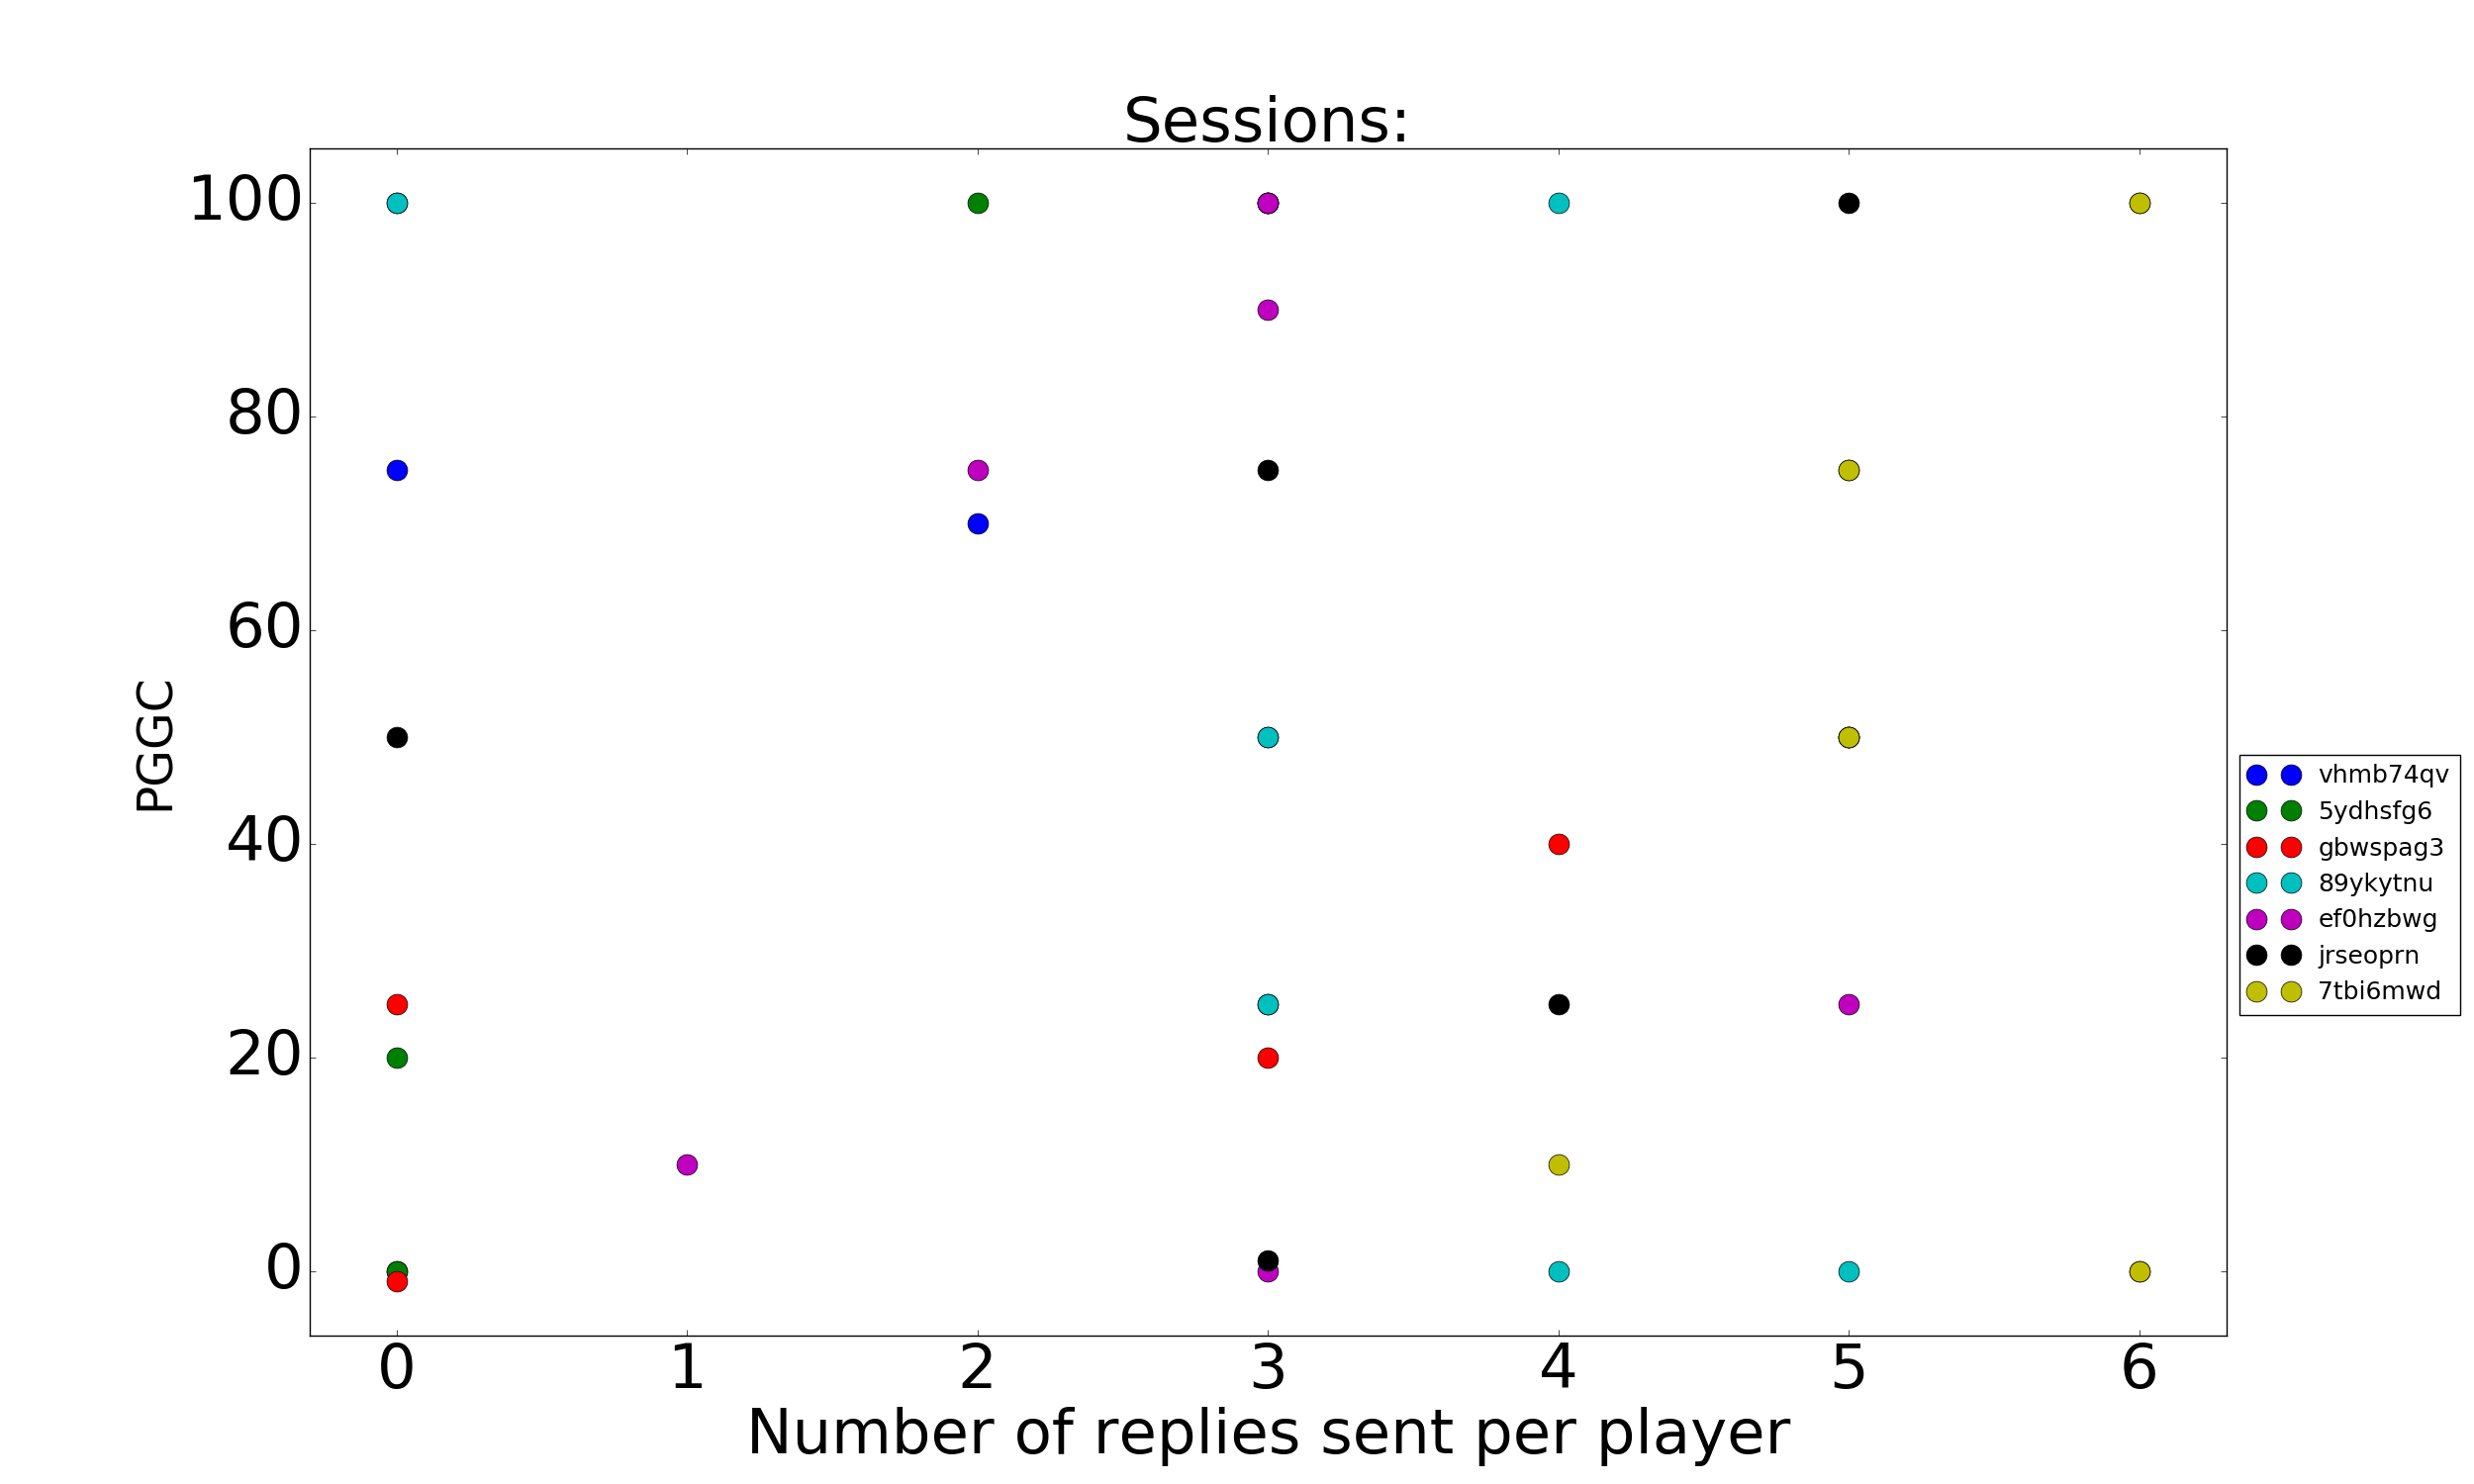 Sessions:
100
80
60
40
20
0
PGGC
0 1 2 3 4 5 6
Number of replies sent per player
vhmb74qv
5ydhsfg6
gbwspag3
89ykytnu
ef0hzbwg
jrseoprn
7tbi6mwd